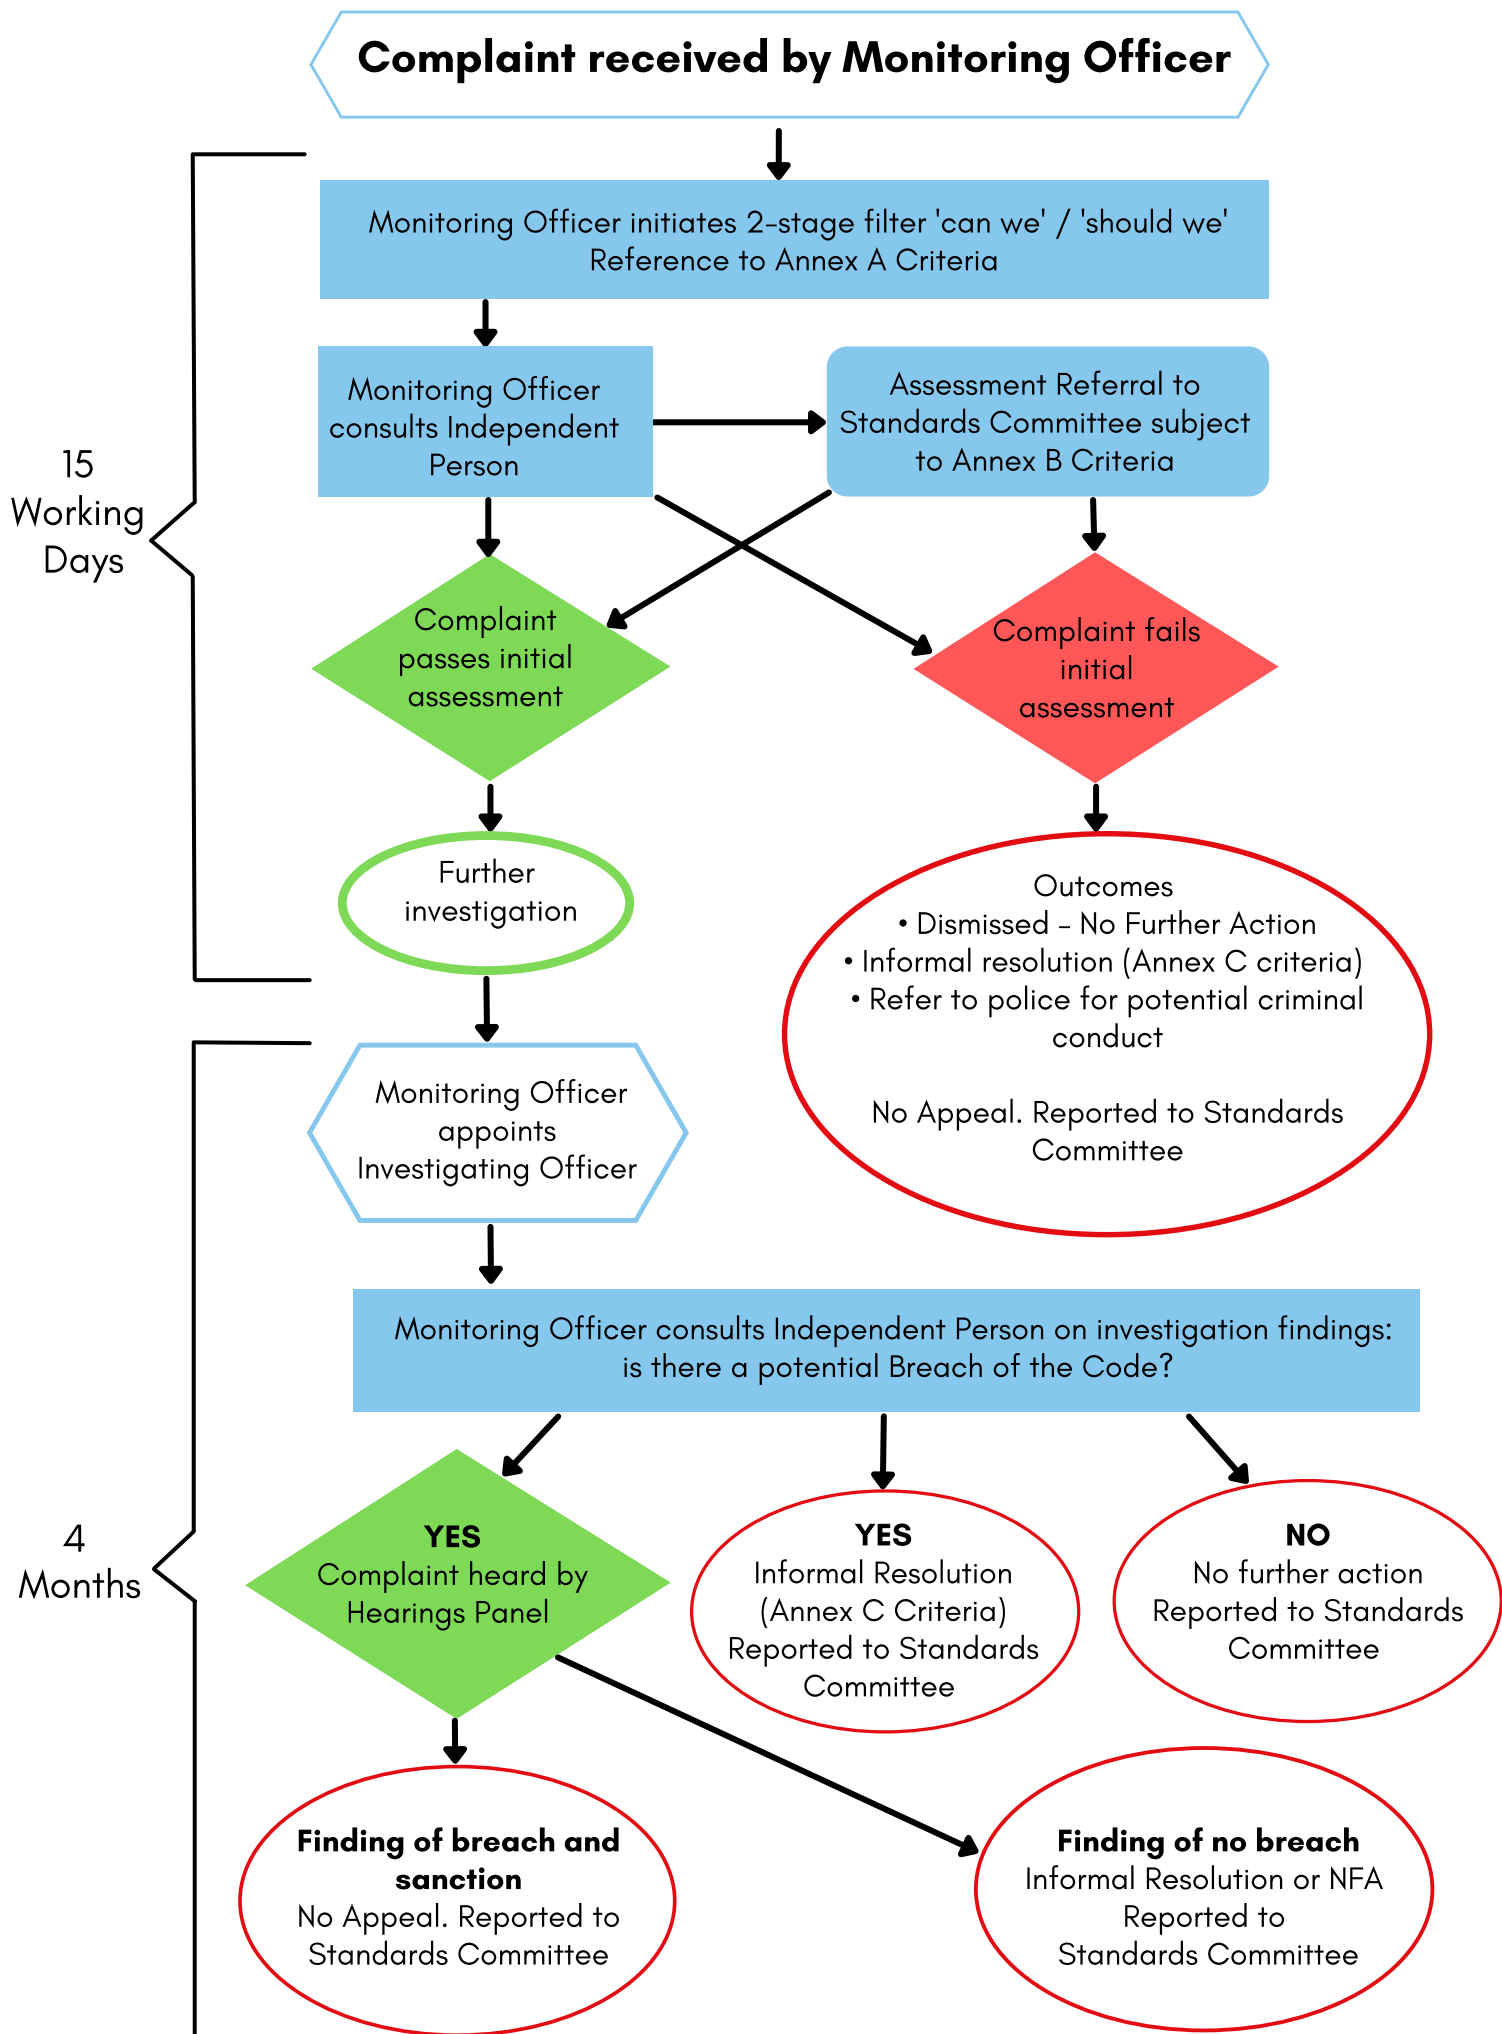 Complaint received by Monitoring Officer
Monitoring Officer initiates 2-stage filter 'can we' / 'should we'
Reference to Annex A Criteria
Monitoring Officer
consults Independent
Person
Assessment Referral to
Standards Committee subject
to Annex B Criteria
15
Working
Days
Complaint
passes initial
assessment
Complaint fails
initial
assessment
Further
investigation
Outcomes
• Dismissed - No Further Action
• Informal resolution (Annex C criteria)
• Refer to police for potential criminal
conduct
No Appeal. Reported to Standards
Committee
Monitoring Officer
appoints
Investigating Officer
Monitoring Officer consults Independent Person on investigation findings:
is there a potential Breach of the Code?
4
Months
YES
Complaint heard by
Hearings Panel
YES
Informal Resolution
(Annex C Criteria)
Reported to Standards
Committee
NO
No further action
Reported to Standards
Committee
Finding of breach and
sanction
No Appeal. Reported to
Standards Committee
Finding of no breach
Informal Resolution or NFA
Reported to
Standards Committee